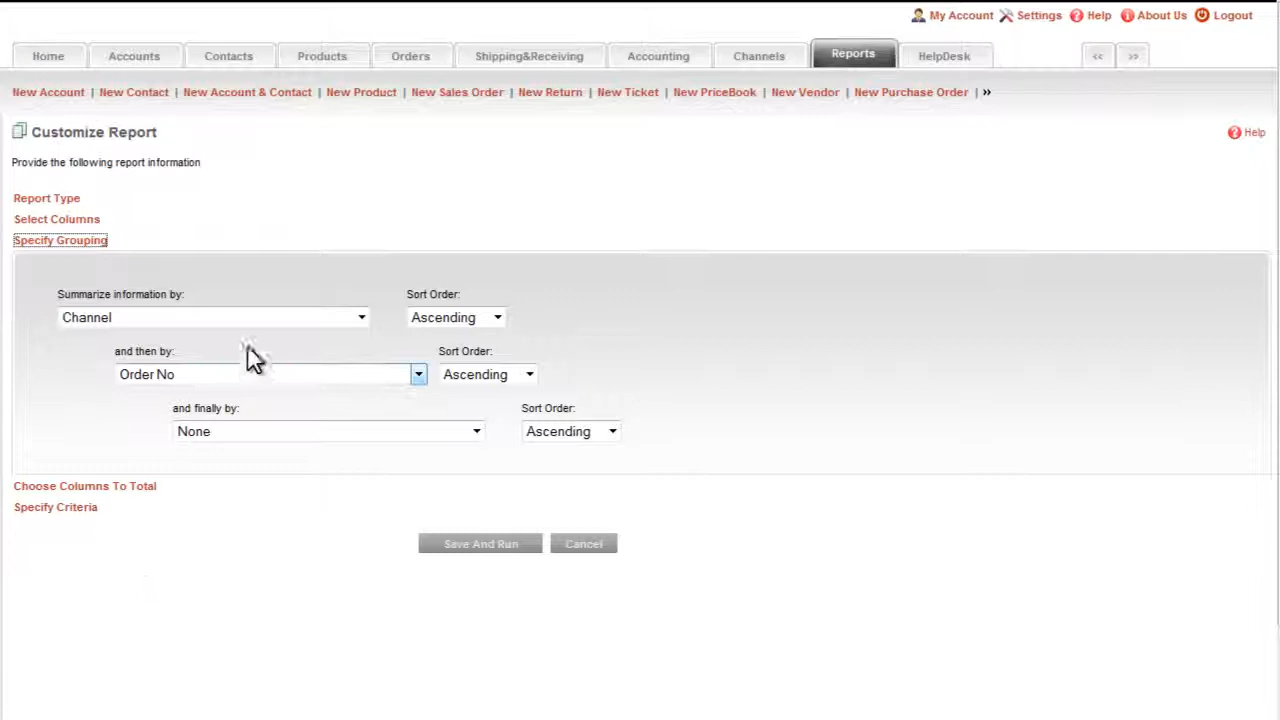 My Account Settings Help About Us Logout
Home Accounts Contacts Products Orders Shipping&Receiving Accounting Channels Reports HelpDesk << >>
New Account | New Contact | New Account & Contact | New Product | New Sales Order | New Return | New Ticket | New PriceBook | New Vendor | New Purchase Order | »
Customize Report Help
Provide the following report information
Report Type
Select Columns
Specify Grouping
Summarize information by: Sort Order:
Channel Ascending
and then by: Sort Order:
Order No Ascending
and finally by: Sort Order:
None Ascending
Choose Columns To Total
Specify Criteria
Save And Run Cancel